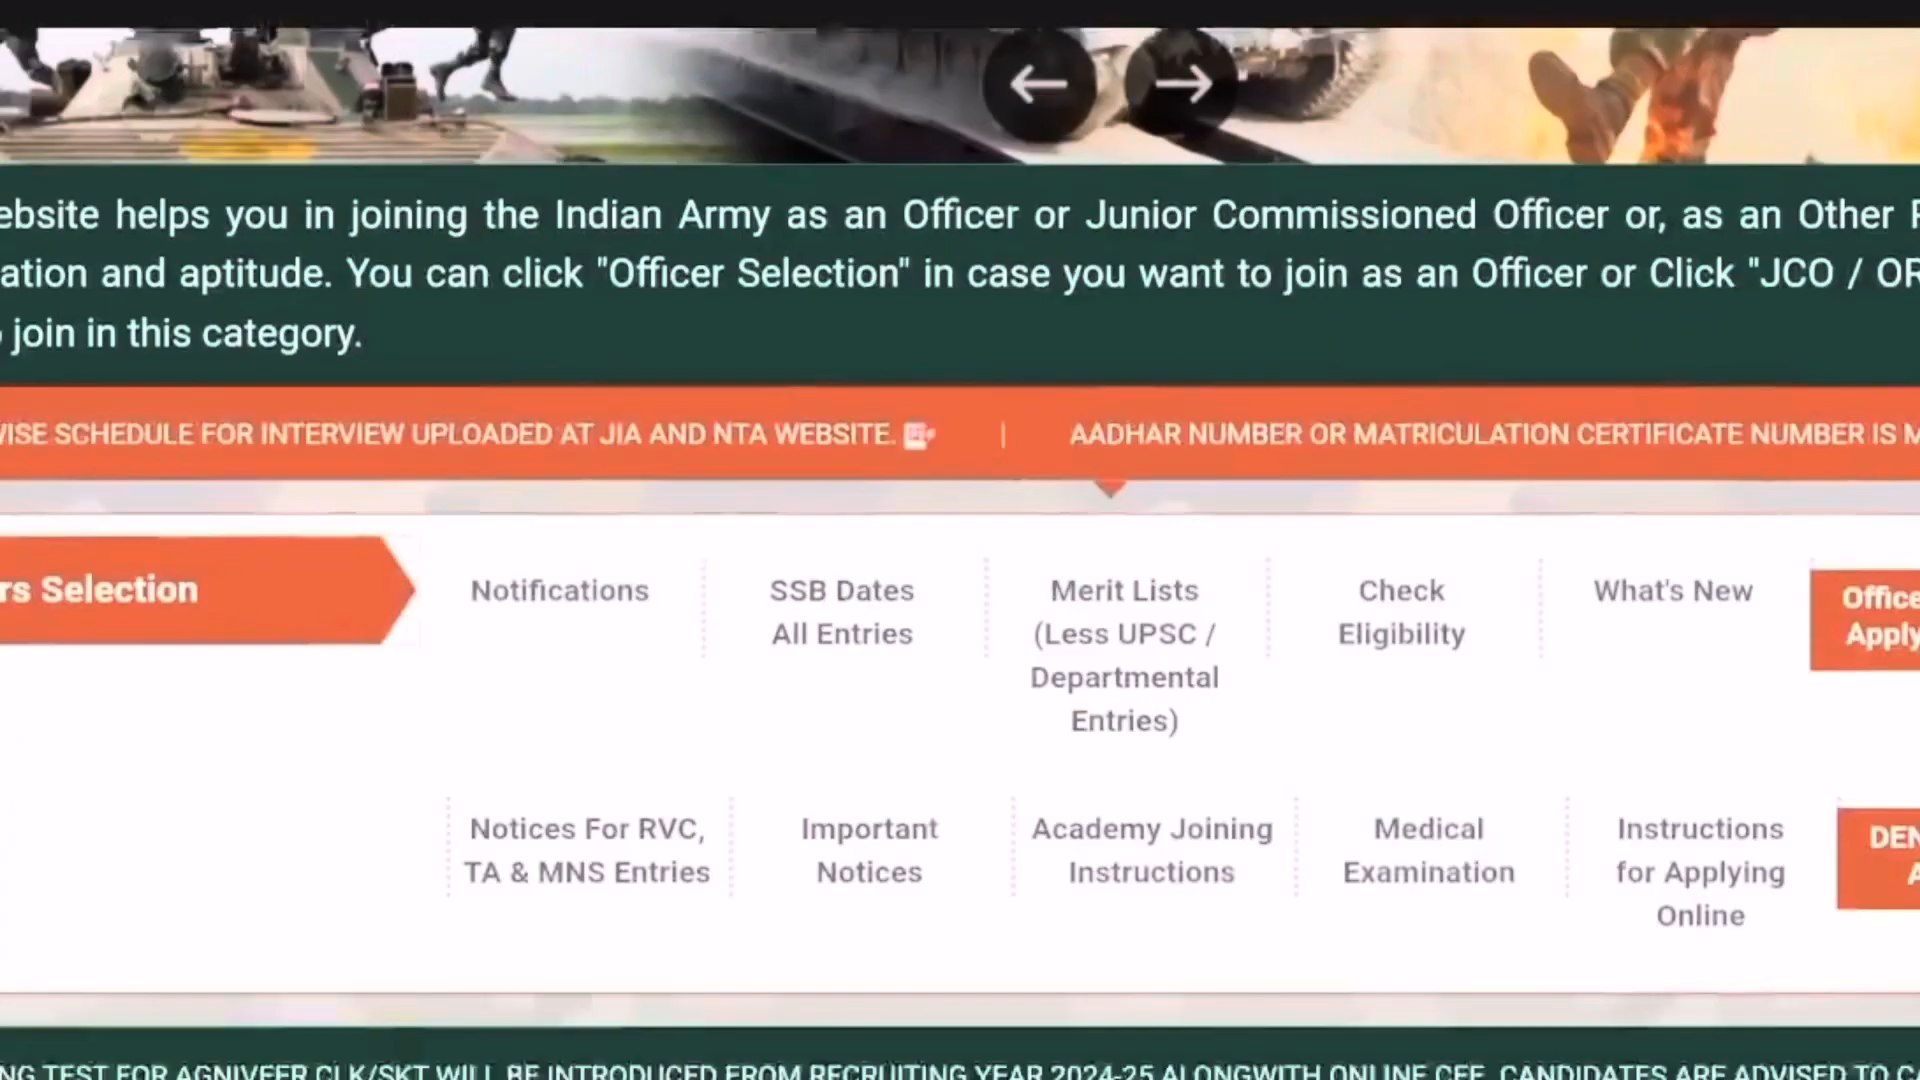 ebsite helps you in joining the Indian Army as an Officer or Junior Commissioned Officer or, as an Other
ation and aptitude. You can click "Officer Selection" in case you want to join as an Officer or Click "JCO / OR
join in this category.
WISE SCHEDULE FOR INTERVIEW UPLOADED AT JIA AND NTA WEBSITE. | AADHAR NUMBER OR MATRICULATION CERTIFICATE NUMBER IS M
rs Selection
Notifications
SSB Dates
All Entries
Merit Lists
(Less UPSC /
Departmental
Entries)
Check
Eligibility
What's New
Office
Apply
Notices For RVC,
TA & MNS Entries
Important
Notices
Academy Joining
Instructions
Medical
Examination
Instructions
for Applying
Online
DEN
A
NG TEST FOR AGNIVEER CLK/SKT WILL BE INTRODUCED FROM RECRUITING YEAR 2024-25 ALONGWITH ONLINE CEE. CANDIDATES ARE ADVISED TO